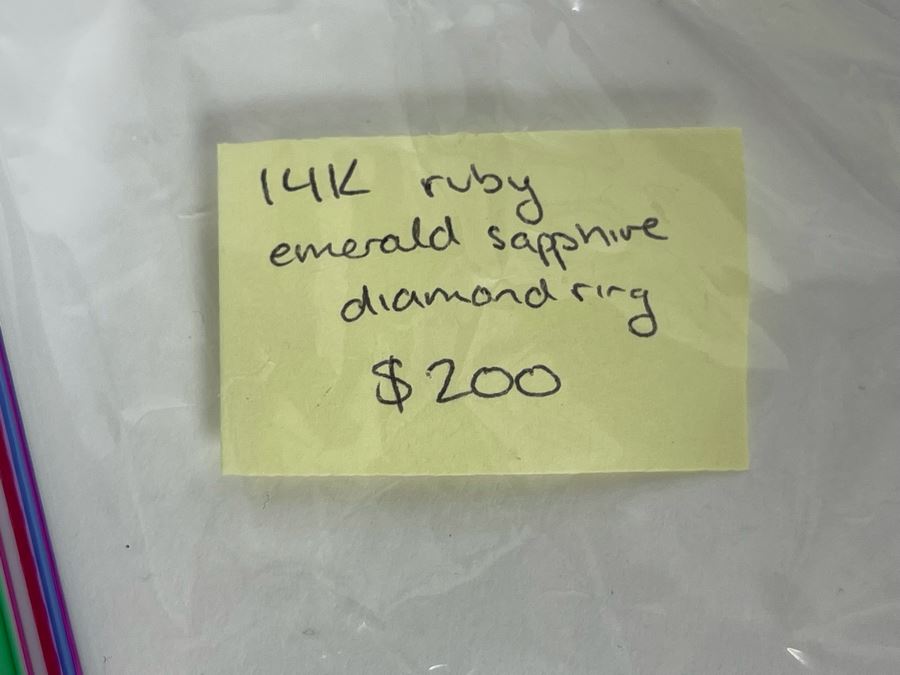 14K ruby
emerald sapphire
diamond ring
$200